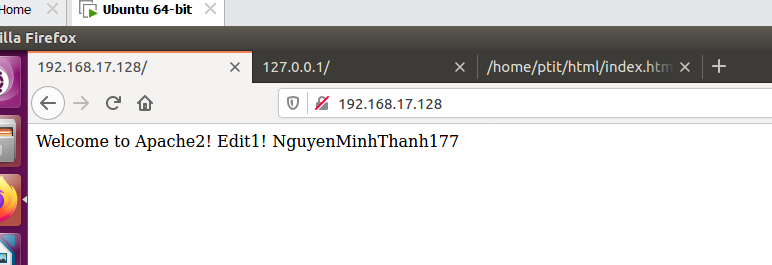 Home
Ubuntu 64-bit
illa Firefox
192.168.17.128/
127.0.0.1/
/home/ptit/html/index.htm
192.168.17.128
Welcome to Apache2! Edit1! NguyenMinhThanh177